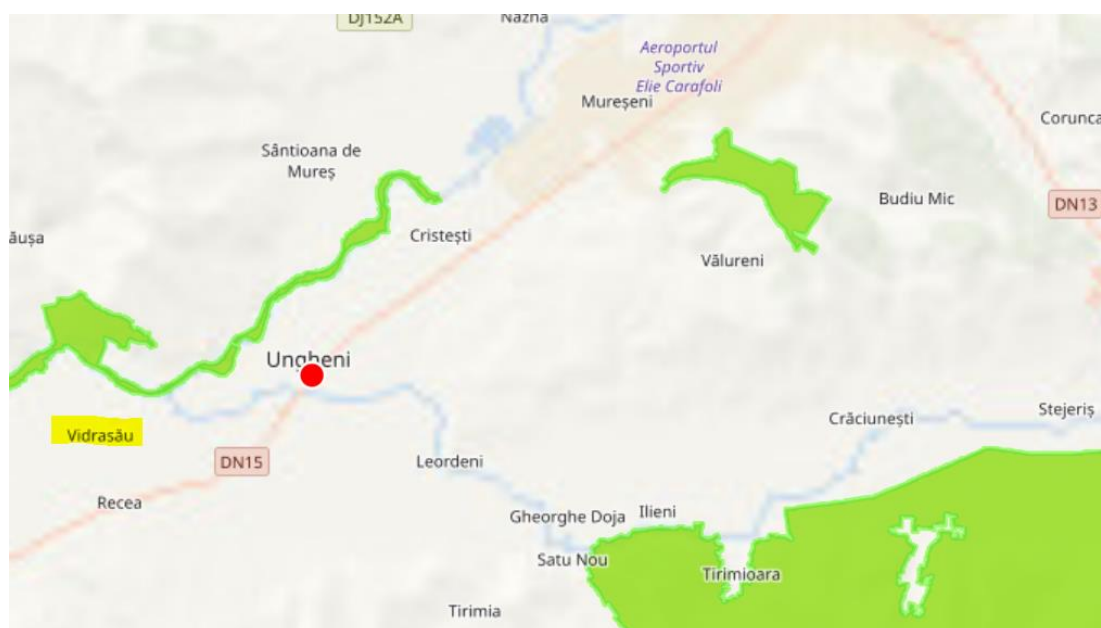 DJ152A
Nazna
Aeroportul
Sportiv
Elie Carafoli
Mureșeni
Corunca
Sântioana de
Mureș
Budiu Mic
DN13
Cristești
ăușa
Vălureni
Ungheni
Vidrasău
Crăciunești
Stejeriș
DN15
Leordeni
Recea
Gheorghe Doja
Ilieni
Satu Nou
Tirimioara
Tirimia